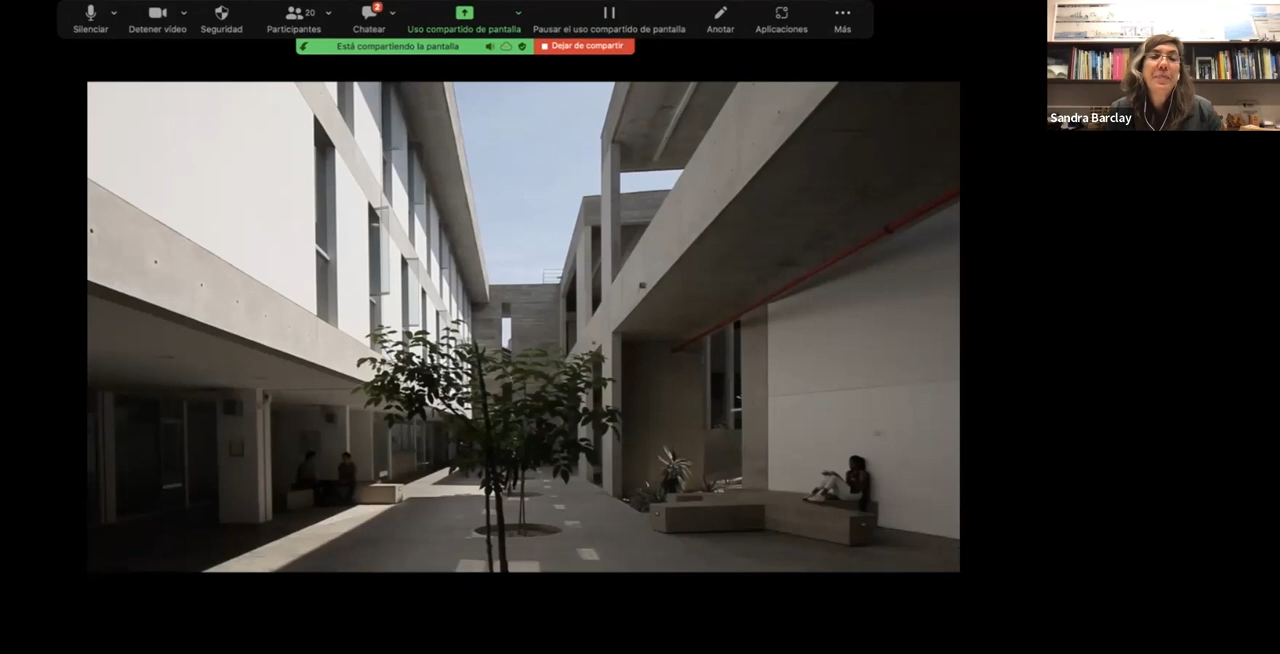 20
2
Silenciar
Detener vídeo
Seguridad
Participantes
Chatear
Uso compartido de pantalla
Pausar el uso compartido de pantalla
Anotar
Aplicaciones
Más
Está compartiendo la pantalla
Dejar de compartir
Sandra Barclay